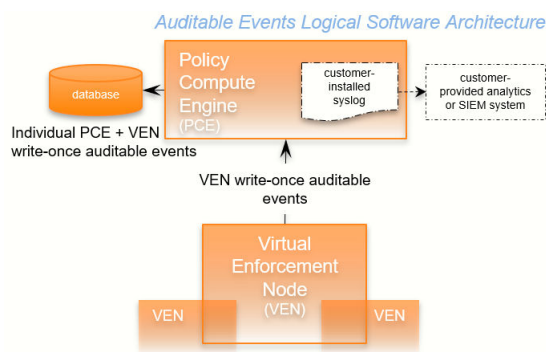 Auditable Events Logical Software Architecture
Policy
Compute
Engine
(PCE)
customer-
installed
syslog
customer-
provided analytics
or SIEM system
database
Individual PCE + VEN
write-once auditable events
VEN write-once auditable
events
Virtual
Enforcement
Node
(VEN)
VEN
VEN